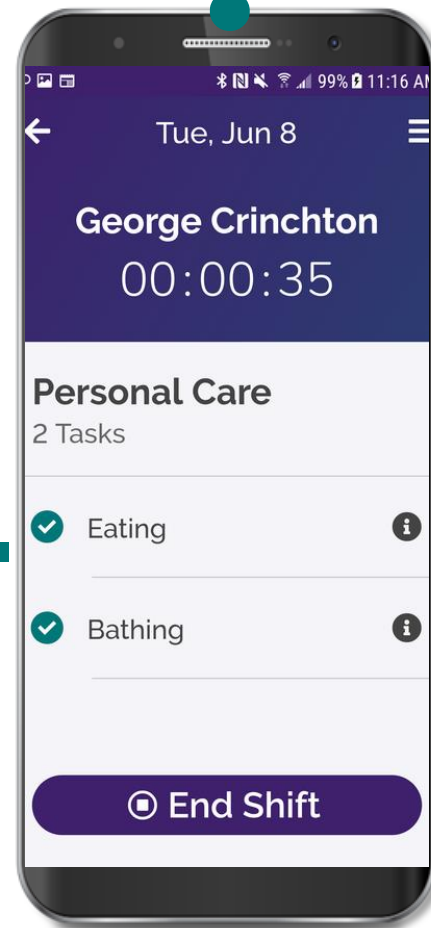 99% 11:16 AM
Tue, Jun 8
George Crinchton
00:00:35
Personal Care
2 Tasks
Eating
Bathing
End Shift